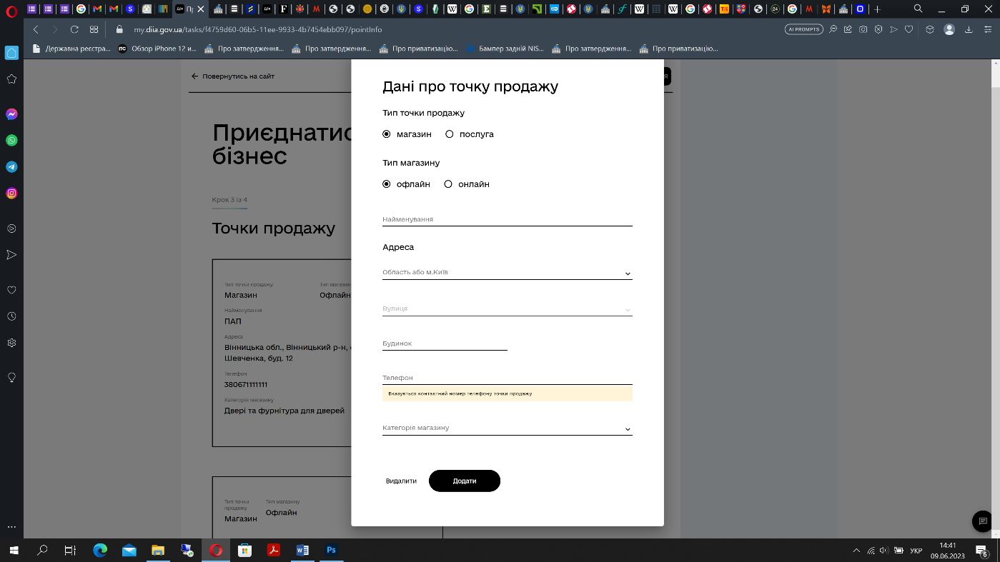 my.diia.gov.ua/tasks/f4759d60-06b5-11ee-9933-4b7454ebb097/pointInfo
AI PROMPTS
Державна реєстра...
Обзор iPhone 12 и...
Про затвердження...
Про затвердження...
Про приватизацію...
Бампер задній NIS...
Про затвердження...
Про приватизацію...
Повернутись на сайт
Приєднатис
бізнес
Крок 3 із 4
Точки продажу
Тип точки продажу
Магазин
Тип магазин
Офлайн
Найменування
ПАП
Адреса
Вінницька обл., Вінницький р-н,
Шевченка, буд. 12
Телефон
380671111111
Категорія магазину
Двері та фурнітура для дверей
Тип точки
продажу
Магазин
Тип магазину
Офлайн
Дані про точку продажу
Тип точки продажу
магазин
послуга
Тип магазину
офлайн
онлайн
Найменування
Адреса
Область або м.Київ
Вулиця
Будинок
Телефон
Вказується контактний номер телефону точки продажу
Категорія магазину
Видалити
Додати
УКР
14:41
09.06.2023
6